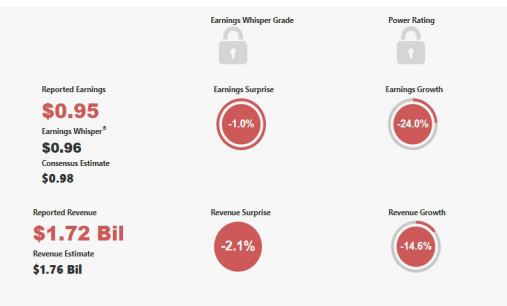 Earnings Whisper Grade
Power Rating
Reported Earnings
Earnings Surprise
Earnings Growth
$0.95
-1.0%
-24.0%
Earnings Whisper®
$0.96
Consensus Estimate
$0.98
Reported Revenue
Revenue Surprise
Revenue Growth
$1.72 Bil
-2.1%
-14.6%
Revenue Estimate
$1.76 Bil